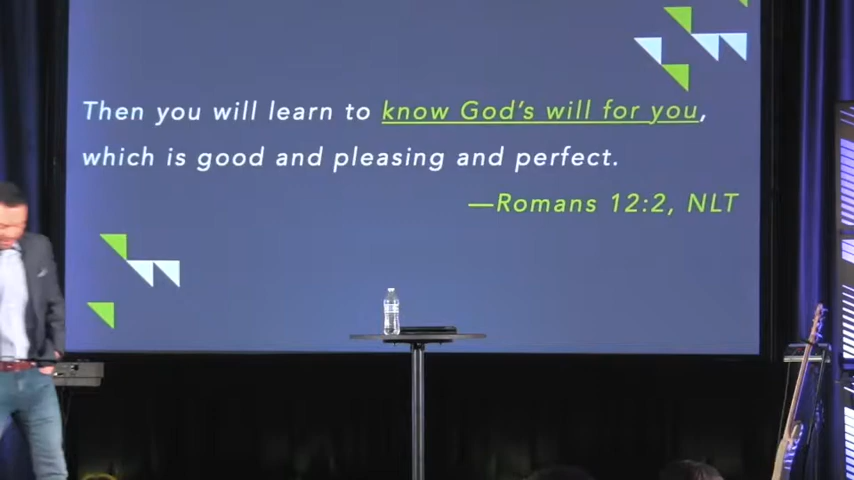 Then you will learn to know God's will for you,
which is good and pleasing and perfect.
—Romans 12:2, NLT